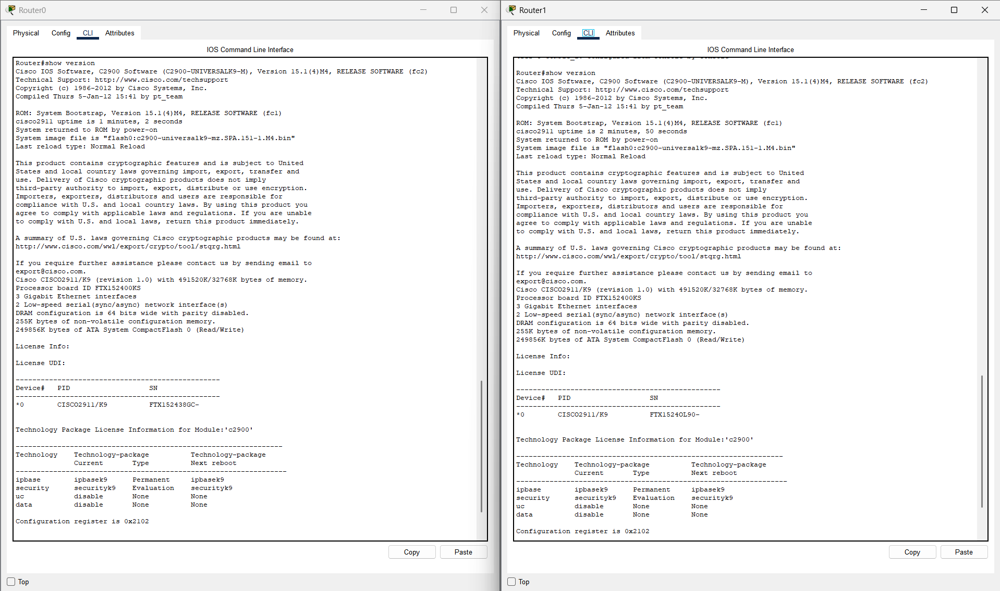 Router0
Physical Config CLI Attributes
IOS Command Line Interface
Router#show version
Cisco IOS Software, C2900 Software (C2900-UNIVERSALK9-M), Version 15.1(4)M4, RELEASE SOFTWARE (fc2)
Technical Support: http://www.cisco.com/techsupport
Copyright (c) 1986-2012 by Cisco Systems, Inc.
Compiled Thurs 5-Jan-12 15:41 by pt_team
ROM: System Bootstrap, Version 15.1(4)M4, RELEASE SOFTWARE (fc1)
cisco2911 uptime is 1 minutes, 2 seconds
System returned to ROM by power-on
System image file is "flash0:c2900-universalk9-mz.SPA.151-1.M4.bin"
Last reload type: Normal Reload
This product contains cryptographic features and is subject to United
States and local country laws governing import, export, transfer and
use. Delivery of Cisco cryptographic products does not imply
third-party authority to import, export, distribute or use encryption.
Importers, exporters, distributors and users are responsible for
compliance with U.S. and local country laws. By using this product you
agree to comply with applicable laws and regulations. If you are unable
to comply with U.S. and local laws, return this product immediately.
A summary of U.S. laws governing Cisco cryptographic products may be found at:
http://www.cisco.com/wwl/export/crypto/tool/stqrg.html
If you require further assistance please contact us by sending email to
export@cisco.com.
Cisco CISCO2911/K9 (revision 1.0) with 491520K/32768K bytes of memory.
Processor board ID FTX152400KS
3 Gigabit Ethernet interfaces
2 Low-speed serial(sync/async) network interface(s)
DRAM configuration is 64 bits wide with parity disabled.
255K bytes of non-volatile configuration memory.
249856K bytes of ATA System CompactFlash 0 (Read/Write)
License Info:
License UDI:
-------------------------------------------------
Device# PID SN
-------------------------------------------------
*0 CISCO2911/K9 FTX152438GC-
Technology Package License Information for Module:'c2900'
----------------------------------------------------------------
Technology Technology-package Technology-package
Current Type Next reboot
-----------------------------------------------------------------
ipbase ipbasek9 Permanent ipbasek9
security securityk9 Evaluation securityk9
uc disable None None
data disable None None
Configuration register is 0x2102
Copy Paste
Top
Router1
Physical Config CLI Attributes
IOS Command Line Interface
Router#show version
Cisco IOS Software, C2900 Software (C2900-UNIVERSALK9-M), Version 15.1(4)M4, RELEASE SOFTWARE (fc2)
Technical Support: http://www.cisco.com/techsupport
Copyright (c) 1986-2012 by Cisco Systems, Inc.
Compiled Thurs 5-Jan-12 15:41 by pt_team
ROM: System Bootstrap, Version 15.1(4)M4, RELEASE SOFTWARE (fc1)
cisco2911 uptime is 2 minutes, 50 seconds
System returned to ROM by power-on
System image file is "flash0:c2900-universalk9-mz.SPA.151-1.M4.bin"
Last reload type: Normal Reload
This product contains cryptographic features and is subject to United
States and local country laws governing import, export, transfer and
use. Delivery of Cisco cryptographic products does not imply
third-party authority to import, export, distribute or use encryption.
Importers, exporters, distributors and users are responsible for
compliance with U.S. and local country laws. By using this product you
agree to comply with applicable laws and regulations. If you are unable
to comply with U.S. and local laws, return this product immediately.
A summary of U.S. laws governing Cisco cryptographic products may be found at:
http://www.cisco.com/wwl/export/crypto/tool/stqrg.html
If you require further assistance please contact us by sending email to
export@cisco.com.
Cisco CISCO2911/K9 (revision 1.0) with 491520K/32768K bytes of memory.
Processor board ID FTX152400KS
3 Gigabit Ethernet interfaces
2 Low-speed serial(sync/async) network interface(s)
DRAM configuration is 64 bits wide with parity disabled.
255K bytes of non-volatile configuration memory.
249856K bytes of ATA System CompactFlash 0 (Read/Write)
License Info:
License UDI:
-------------------------------------------------
Device# PID SN
-------------------------------------------------
*0 CISCO2911/K9 FTX1524OL90-
Technology Package License Information for Module:'c2900'
----------------------------------------------------------------
Technology Technology-package Technology-package
Current Type Next reboot
-----------------------------------------------------------------
ipbase ipbasek9 Permanent ipbasek9
security securityk9 Evaluation securityk9
uc disable None None
data disable None None
Configuration register is 0x2102
Copy Paste
Top